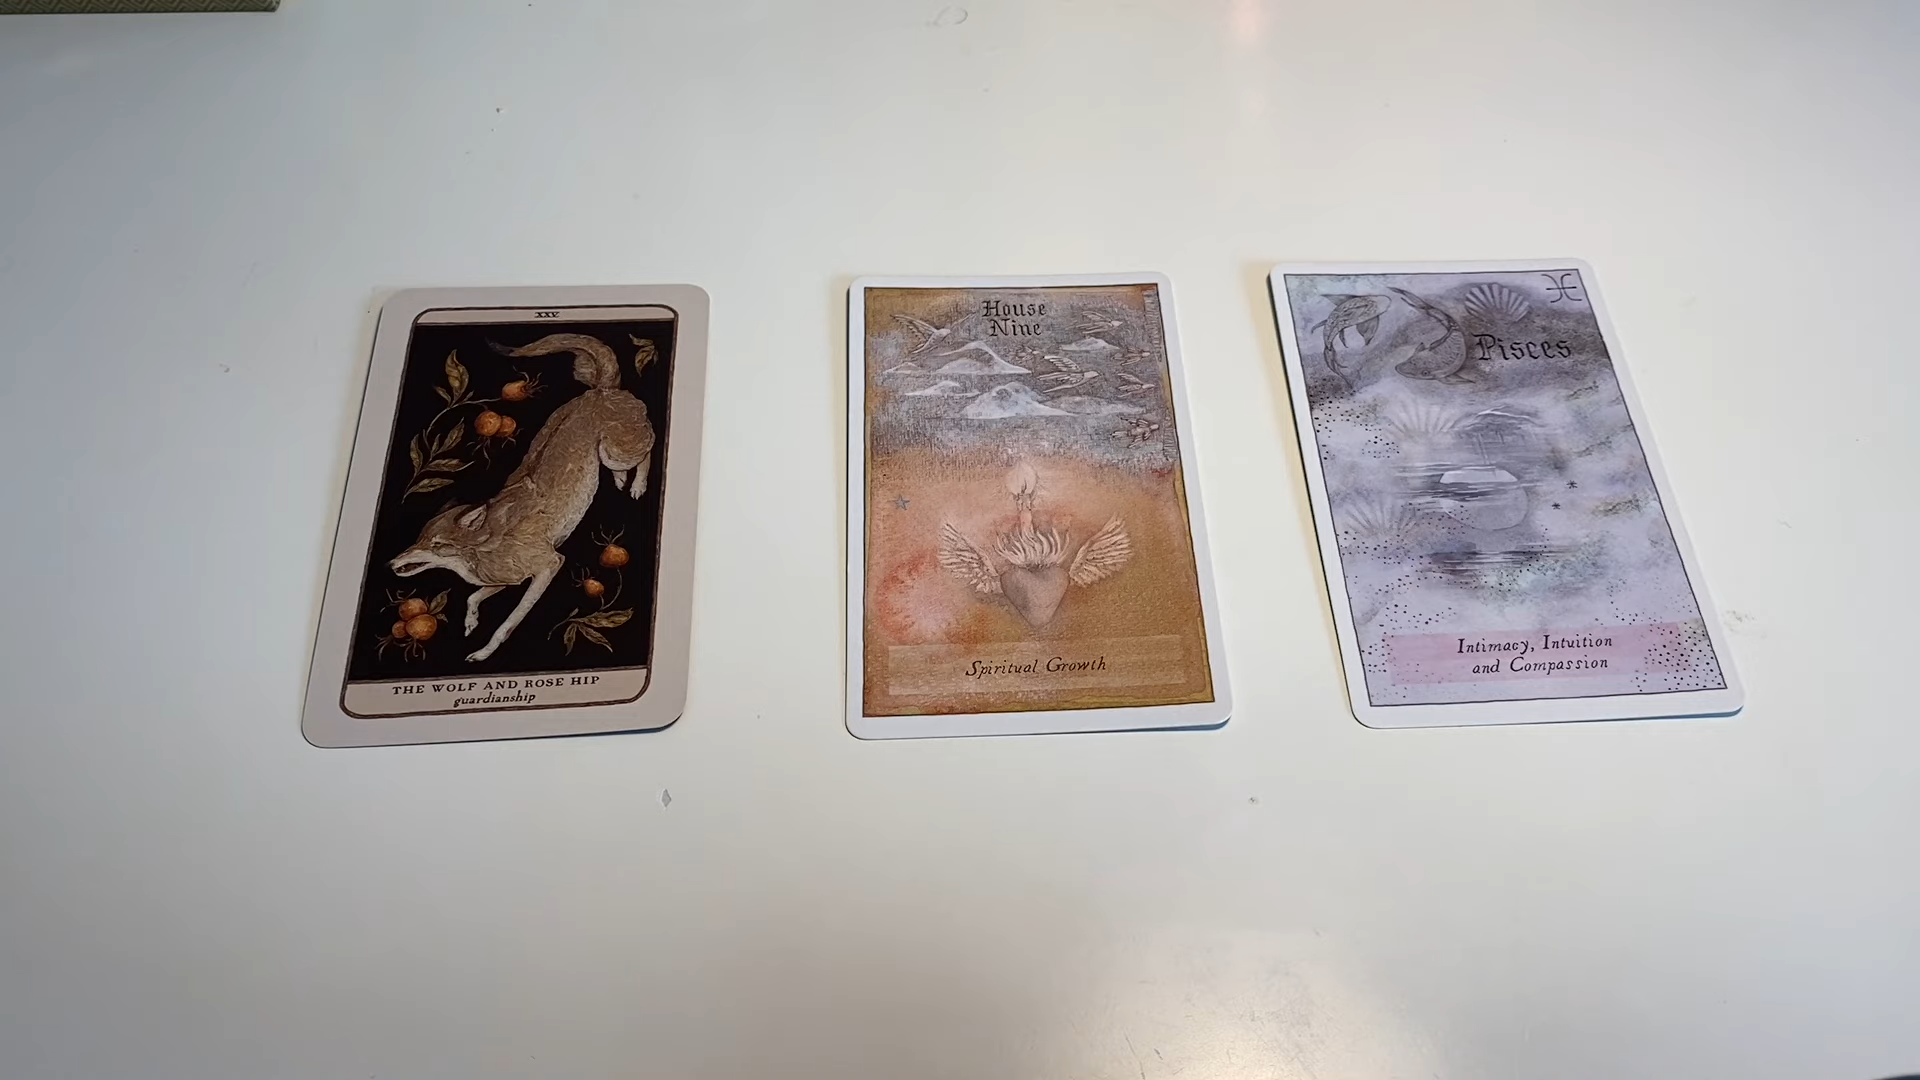 XXV
THE WOLF AND ROSE HIP
guardianship
House
Nine
Spiritual Growth
Pisces
Intimacy, Intuition
and Compassion